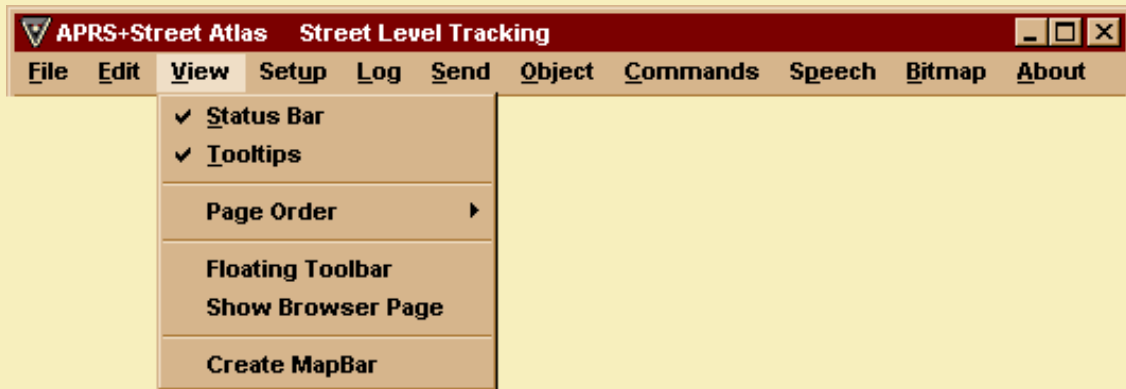 APRS+Street Atlas Street Level Tracking
File Edit View Setup Log Send Object Commands Speech Bitmap About
Status Bar
Tooltips
Page Order
Floating Toolbar
Show Browser Page
Create MapBar